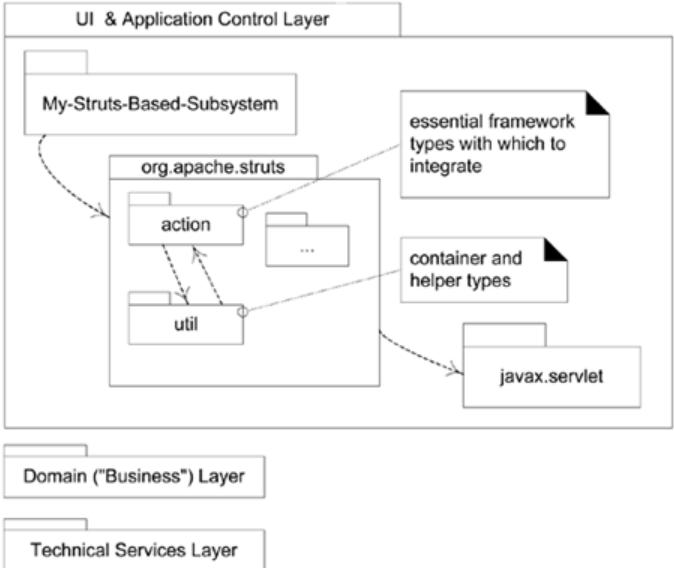 UI & Application Control Layer
My-Struts-Based-Subsystem
essential framework
types with which to
integrate
org.apache.struts
action
...
container and
helper types
util
javax.servlet
Domain ("Business") Layer
Technical Services Layer